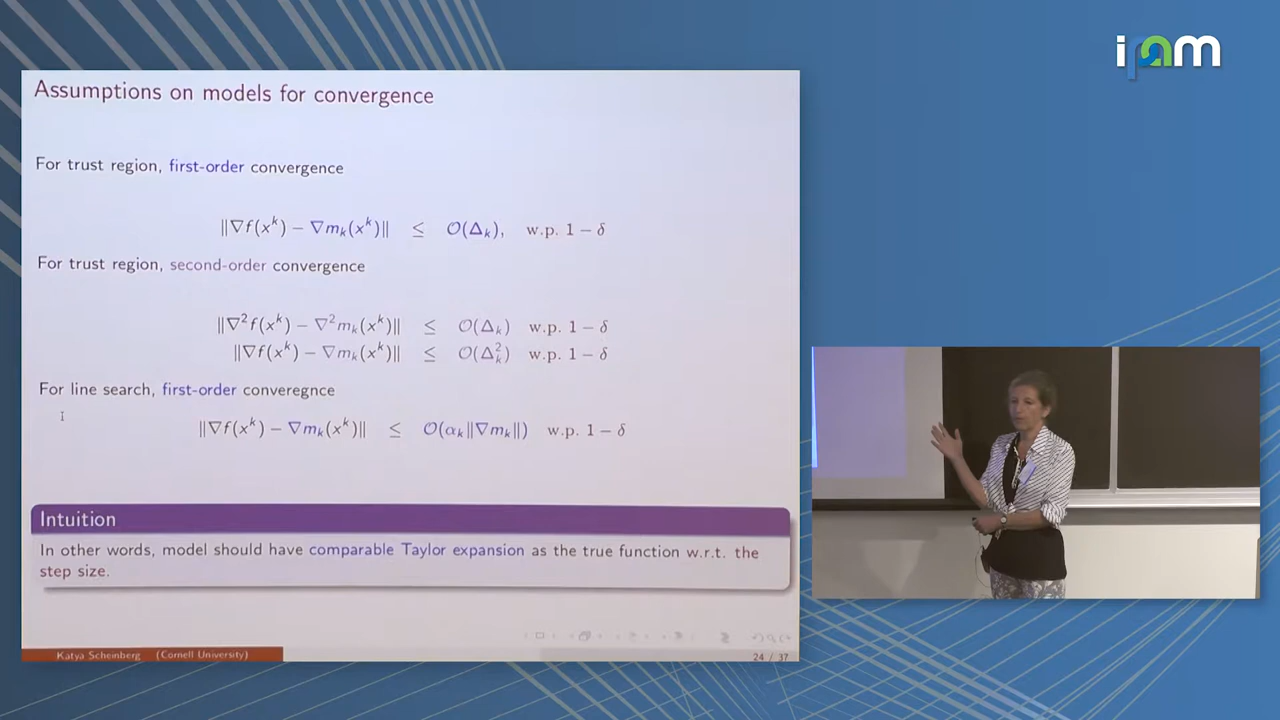 ipam
Assumptions on models for convergence
For trust region, first-order convergence
‖∇f(x^k) − ∇m_k(x^k)‖ ≤ O(Δ_k), w.p. 1 − δ
For trust region, second-order convergence
‖∇²f(x^k) − ∇²m_k(x^k)‖ ≤ O(Δ_k) w.p. 1 − δ
‖∇f(x^k) − ∇m_k(x^k)‖ ≤ O(Δ_k²) w.p. 1 − δ
For line search, first-order converegnce
‖∇f(x^k) − ∇m_k(x^k)‖ ≤ O(α_k‖∇m_k‖) w.p. 1 − δ
Intuition
In other words, model should have comparable Taylor expansion as the true function w.r.t. the
step size.
Katya Scheinberg (Cornell University)
24 / 37